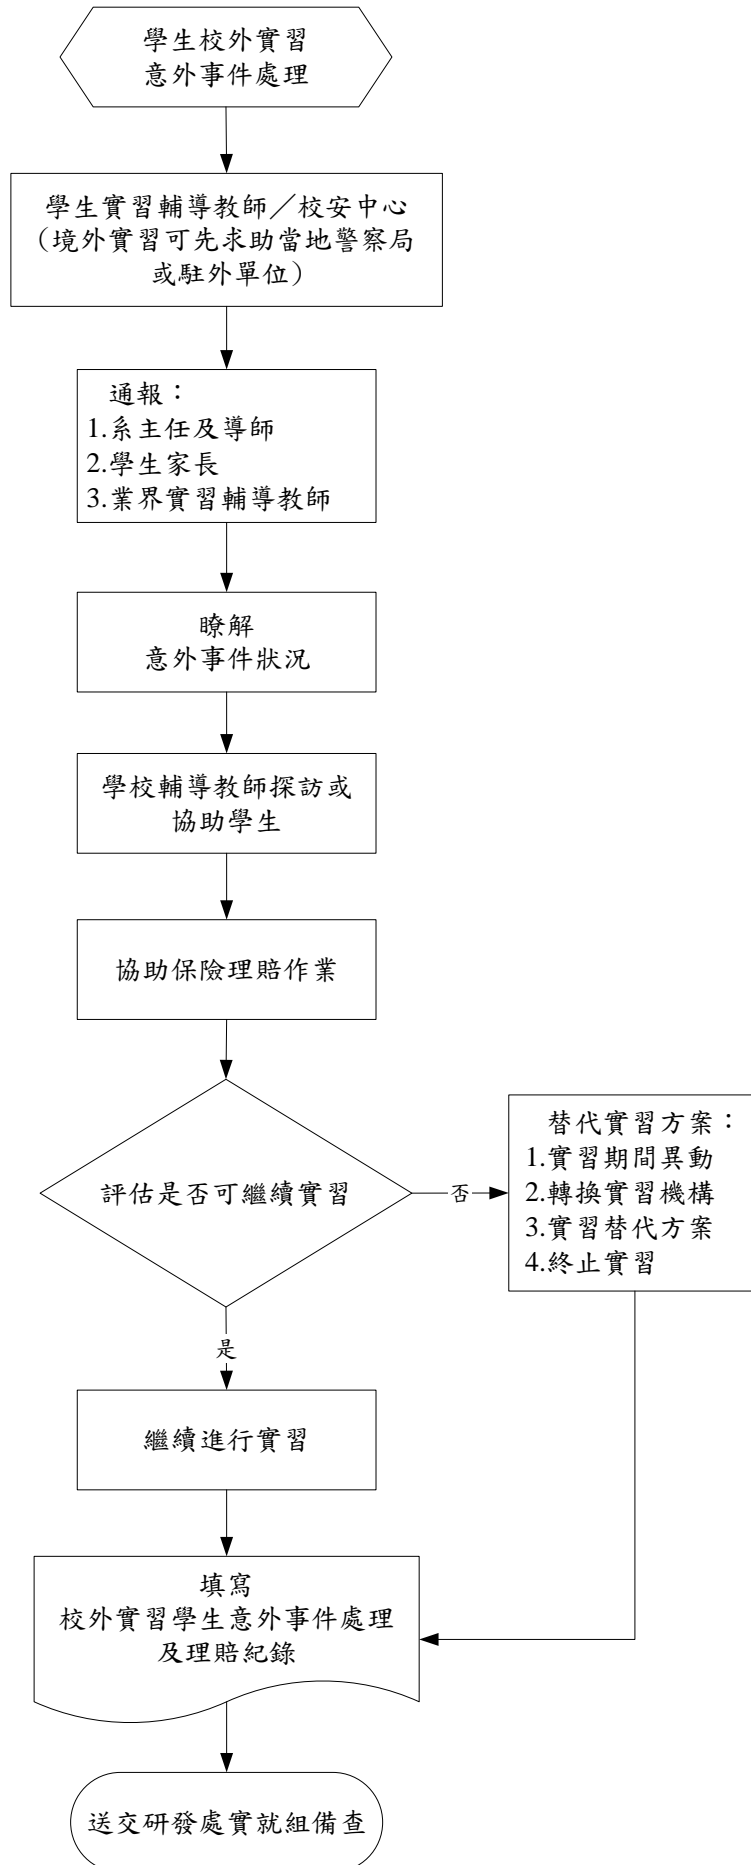 學生校外實習
意外事件處理
學生實習輔導教師／校安中心
（境外實習可先求助當地警察局
或駐外單位）
通報：
1.系主任及導師
2.學生家長
3.業界實習輔導教師
瞭解
意外事件狀況
學校輔導教師探訪或
協助學生
協助保險理賠作業
評估是否可繼續實習
否
替代實習方案：
1.實習期間異動
2.轉換實習機構
3.實習替代方案
4.終止實習
是
繼續進行實習
填寫
校外實習學生意外事件處理
及理賠紀錄
送交研發處實就組備查